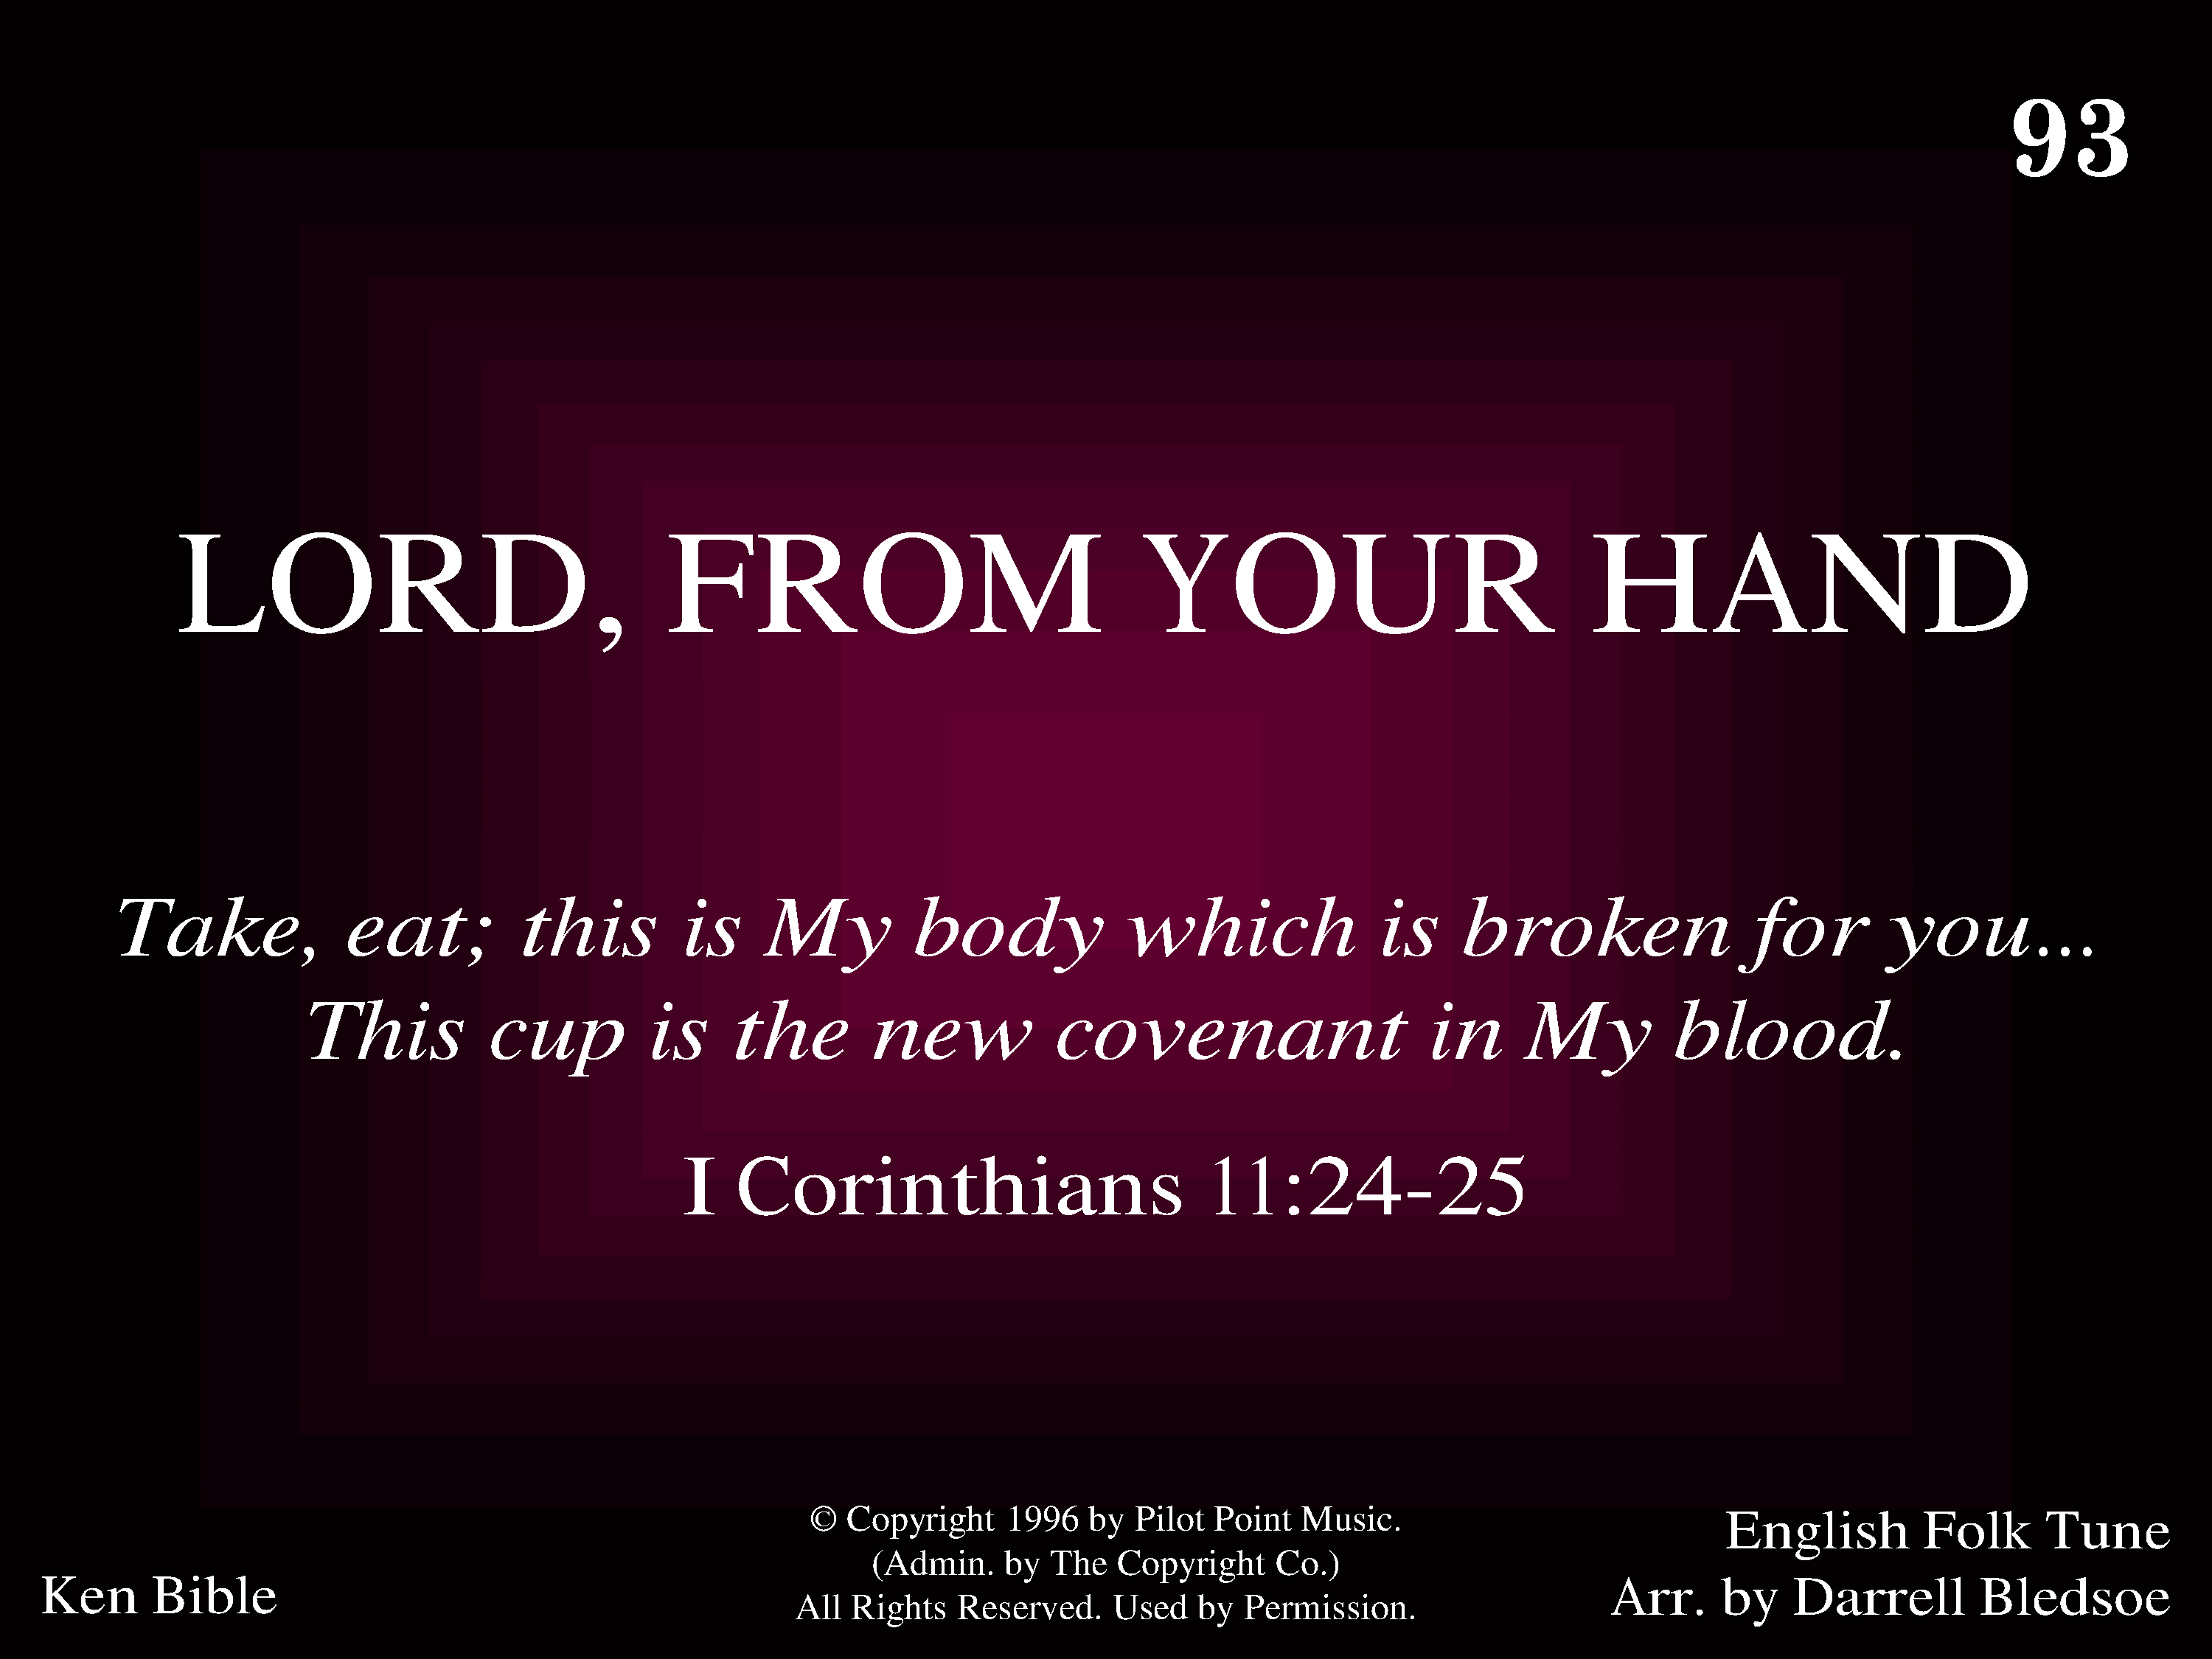 93
LORD, FROM YOUR HAND
Take, eat; this is My body which is broken for you...
This cup is the new covenant in My blood.
I Corinthians 11:24-25
Ken Bible
© Copyright 1996 by Pilot Point Music.
(Admin. by The Copyright Co.)
All Rights Reserved. Used by Permission.
English Folk Tune
Arr. by Darrell Bledsoe